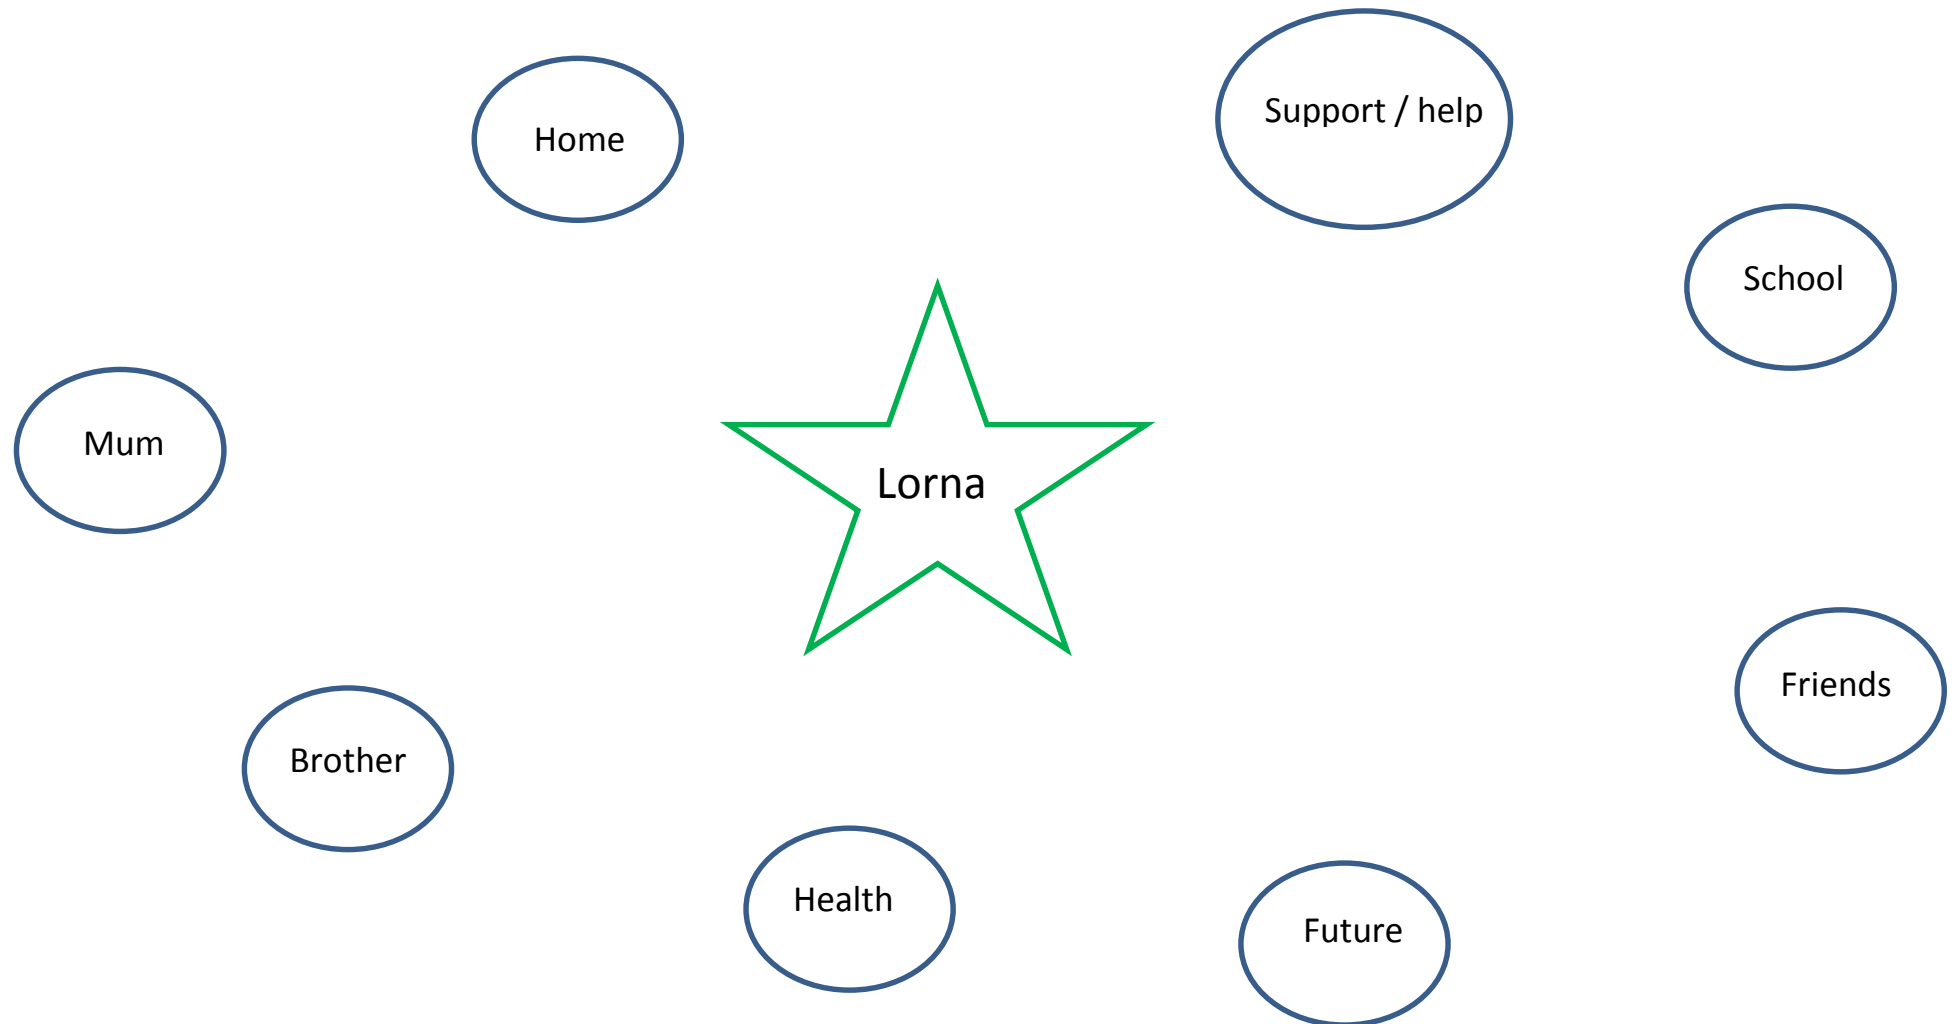 Support / help
Home
School
Mum
Lorna
Friends
Brother
Health
Future